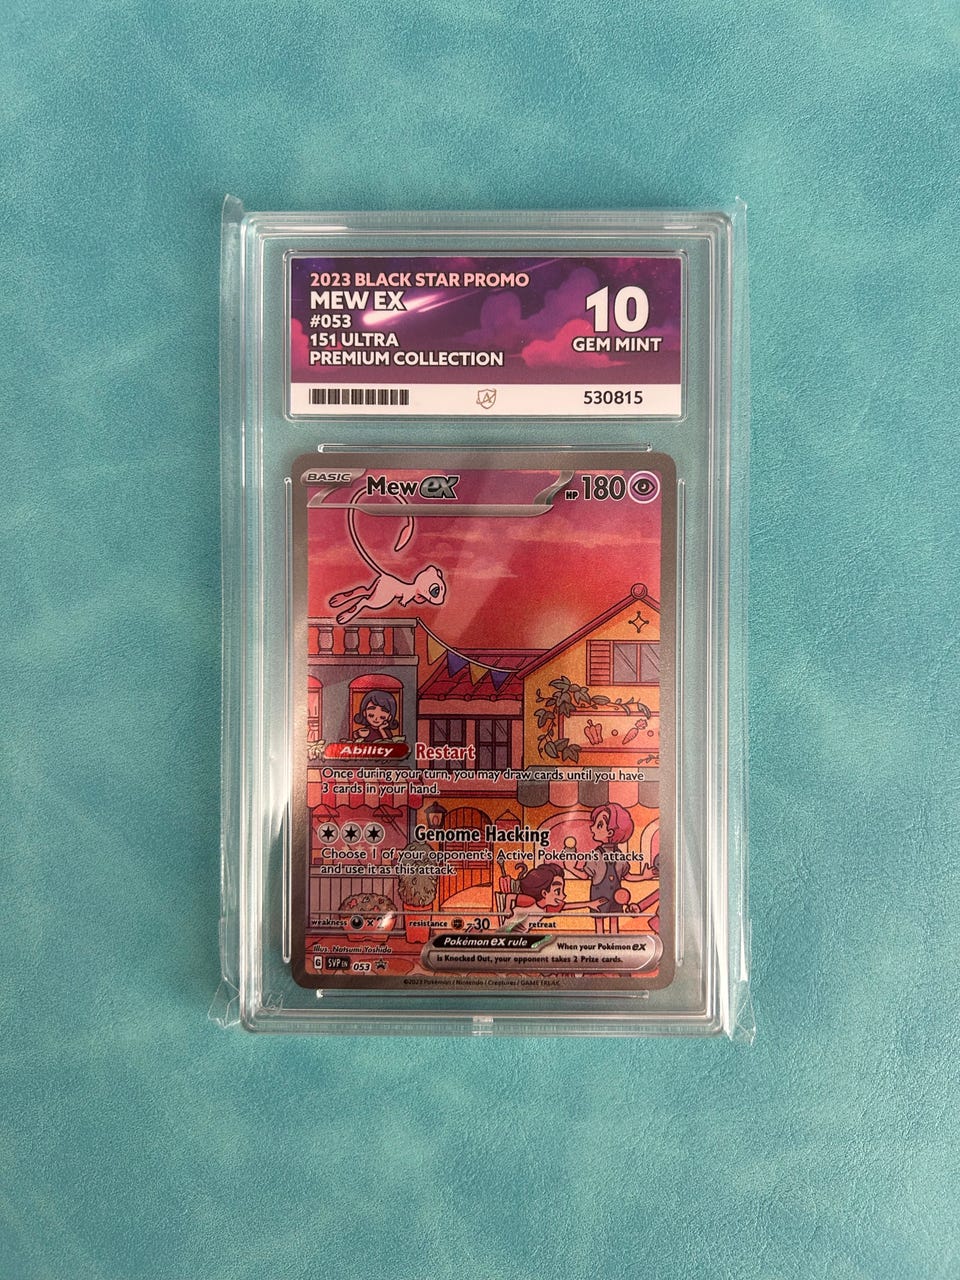 2023 BLACK STAR PROMO
MEW EX
#053
151 ULTRA
PREMIUM COLLECTION
10
GEM MINT
530815
BASIC
Mew ex
HP 180
Ability Restart
Once during your turn, you may draw cards until you have
3 cards in your hand.
Genome Hacking
Choose 1 of your opponent's Active Pokémon's attacks
and use it as this attack.
weakness ×2 resistance -30 retreat
Illus. Natsumi Yoshida
Pokémon ex rule
When your Pokémon ex
is Knocked Out, your opponent takes 2 Prize cards.
G SVP EN 053
©2023 Pokémon / Nintendo / Creatures / GAME FREAK